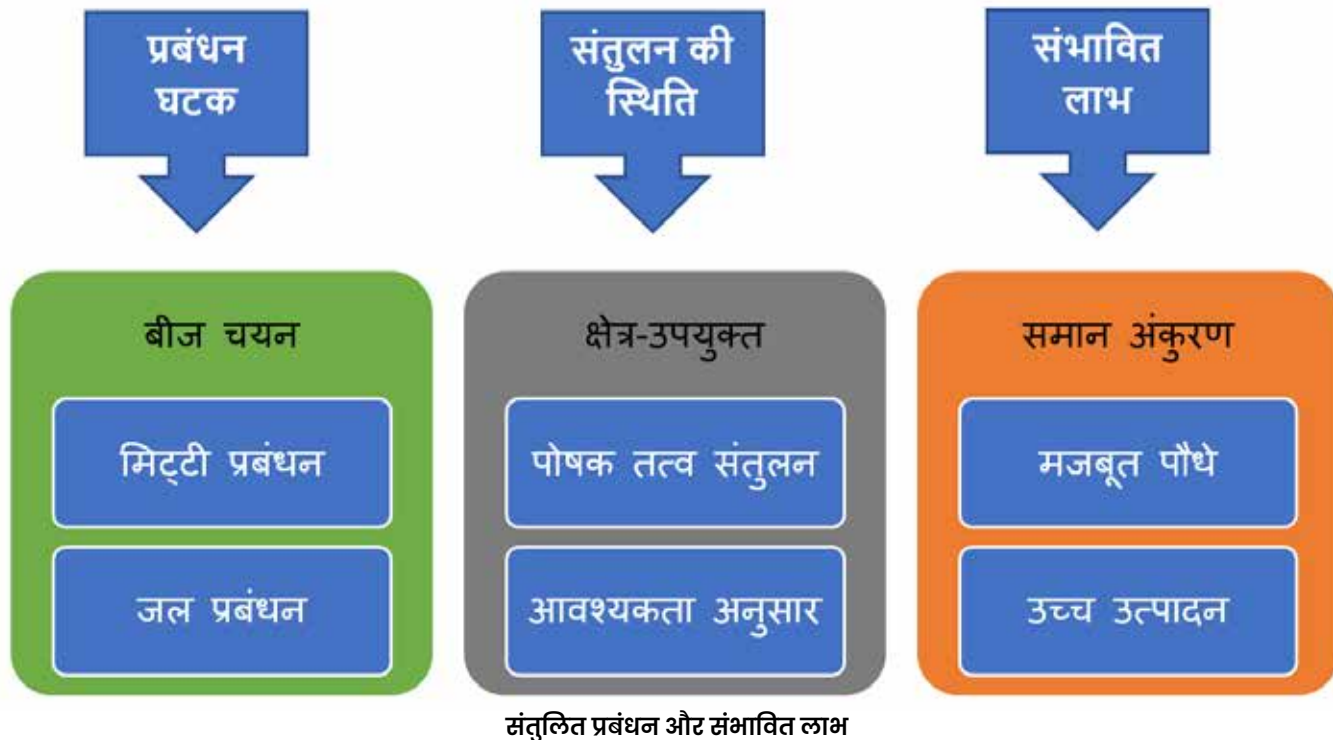 प्रबंधन
घटक
संतुलन की
स्थिति
संभावित
लाभ
बीज चयन
मिट्टी प्रबंधन
जल प्रबंधन
क्षेत्र-उपयुक्त
पोषक तत्व संतुलन
आवश्यकता अनुसार
समान अंकुरण
मजबूत पौधे
उच्च उत्पादन
संतुलित प्रबंधन और संभावित लाभ